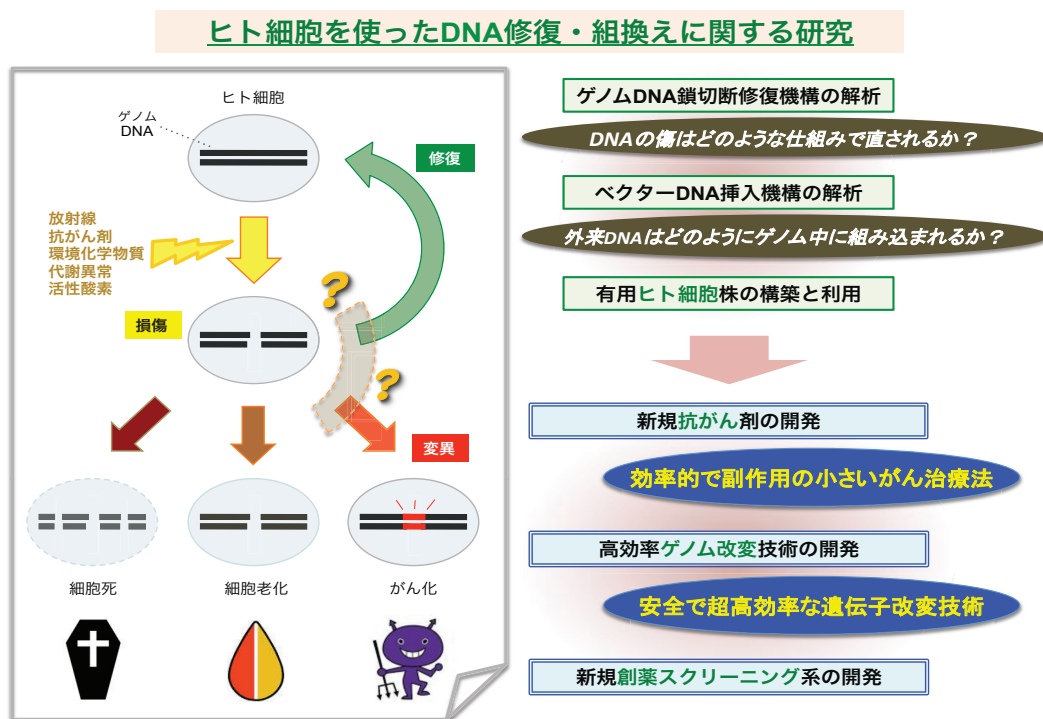 ヒト細胞を使ったDNA修復・組換えに関する研究
ヒト細胞
ゲノム
DNA
修復
放射線
抗がん剤
環境化学物質
代謝異常
活性酸素
?
損傷
?
変異
細胞死
細胞老化
がん化
ゲノムDNA鎖切断修復機構の解析
DNAの傷はどのような仕組みで直されるか？
ベクターDNA挿入機構の解析
外来DNAはどのようにゲノム中に組み込まれるか？
有用ヒト細胞株の構築と利用
新規抗がん剤の開発
効率的で副作用の小さいがん治療法
高効率ゲノム改変技術の開発
安全で超高効率な遺伝子改変技術
新規創薬スクリーニング系の開発